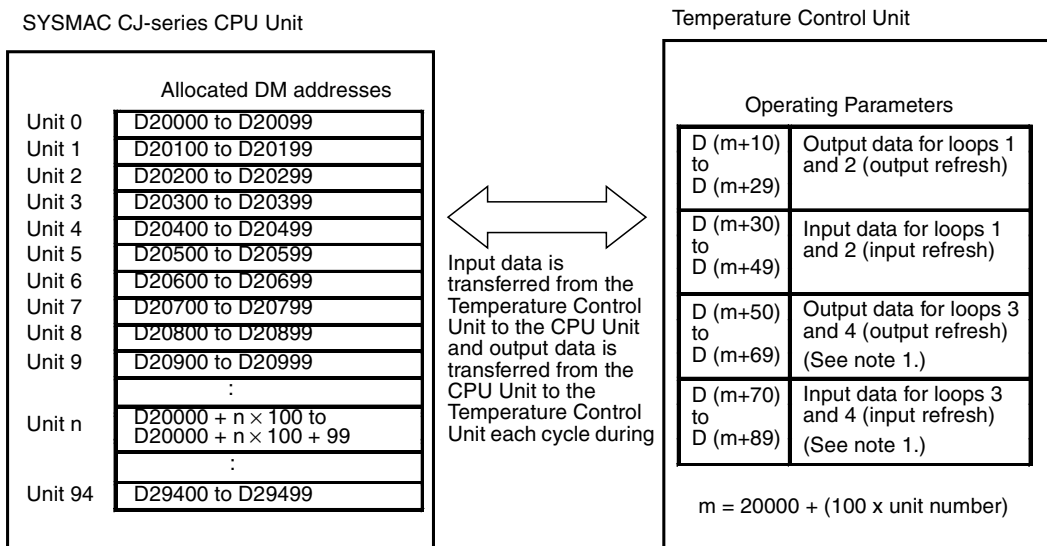 SYSMAC CJ-series CPU Unit
Allocated DM addresses
Unit 0 D20000 to D20099
Unit 1 D20100 to D20199
Unit 2 D20200 to D20299
Unit 3 D20300 to D20399
Unit 4 D20400 to D20499
Unit 5 D20500 to D20599
Unit 6 D20600 to D20699
Unit 7 D20700 to D20799
Unit 8 D20800 to D20899
Unit 9 D20900 to D20999
:
Unit n D20000 + n × 100 to
D20000 + n × 100 + 99
:
Unit 94 D29400 to D29499
Input data is
transferred from the
Temperature Control
Unit to the CPU Unit
and output data is
transferred from the
CPU Unit to the
Temperature Control
Unit each cycle during
Temperature Control Unit
Operating Parameters
D (m+10)
to
D (m+29)
Output data for loops 1
and 2 (output refresh)
D (m+30)
to
D (m+49)
Input data for loops 1
and 2 (input refresh)
D (m+50)
to
D (m+69)
Output data for loops 3
and 4 (output refresh)
(See note 1.)
D (m+70)
to
D (m+89)
Input data for loops 3
and 4 (input refresh)
(See note 1.)
m = 20000 + (100 x unit number)